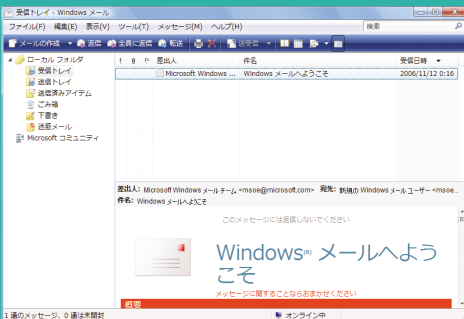 受信トレイ - Windows メール
ファイル(F) 編集(E) 表示(V) ツール(T) メッセージ(M) ヘルプ(H)
検索
メールの作成 返信 全員に返信 転送 送受信
ローカル フォルダ
受信トレイ
送信トレイ
送信済みアイテム
ごみ箱
下書き
迷惑メール
Microsoft コミュニティ
! 差出人 件名 受信日時
Microsoft Windows ... Windows メールへようこそ 2006/11/12 0:16
差出人: Microsoft Windows メール チーム <msoe@microsoft.com> 宛先: 新規の Windows メール ユーザー <msoe...
件名: Windows メールへようこそ
このメッセージには返信しないでください
Windows(R) メールへよう
こそ
メッセージに関することならおまかせください
概要
1 通のメッセージ、0 通は未開封 オンライン中